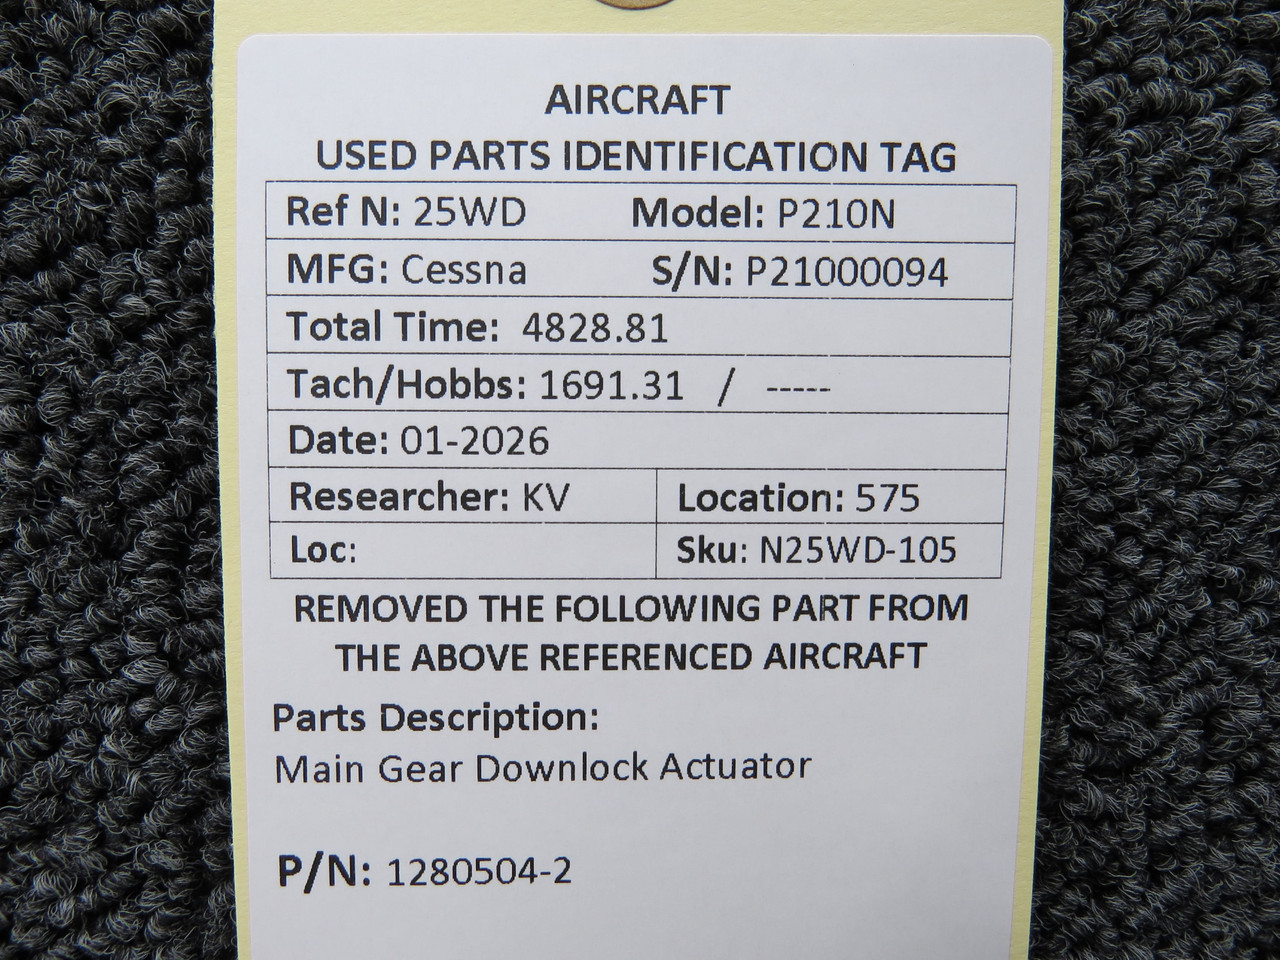 AIRCRAFT
USED PARTS IDENTIFICATION TAG
Ref N: 25WD Model: P210N
MFG: Cessna S/N: P21000094
Total Time: 4828.81
Tach/Hobbs: 1691.31 / -----
Date: 01-2026
Researcher: KV Location: 575
Loc: Sku: N25WD-105
REMOVED THE FOLLOWING PART FROM
THE ABOVE REFERENCED AIRCRAFT
Parts Description:
Main Gear Downlock Actuator
P/N: 1280504-2